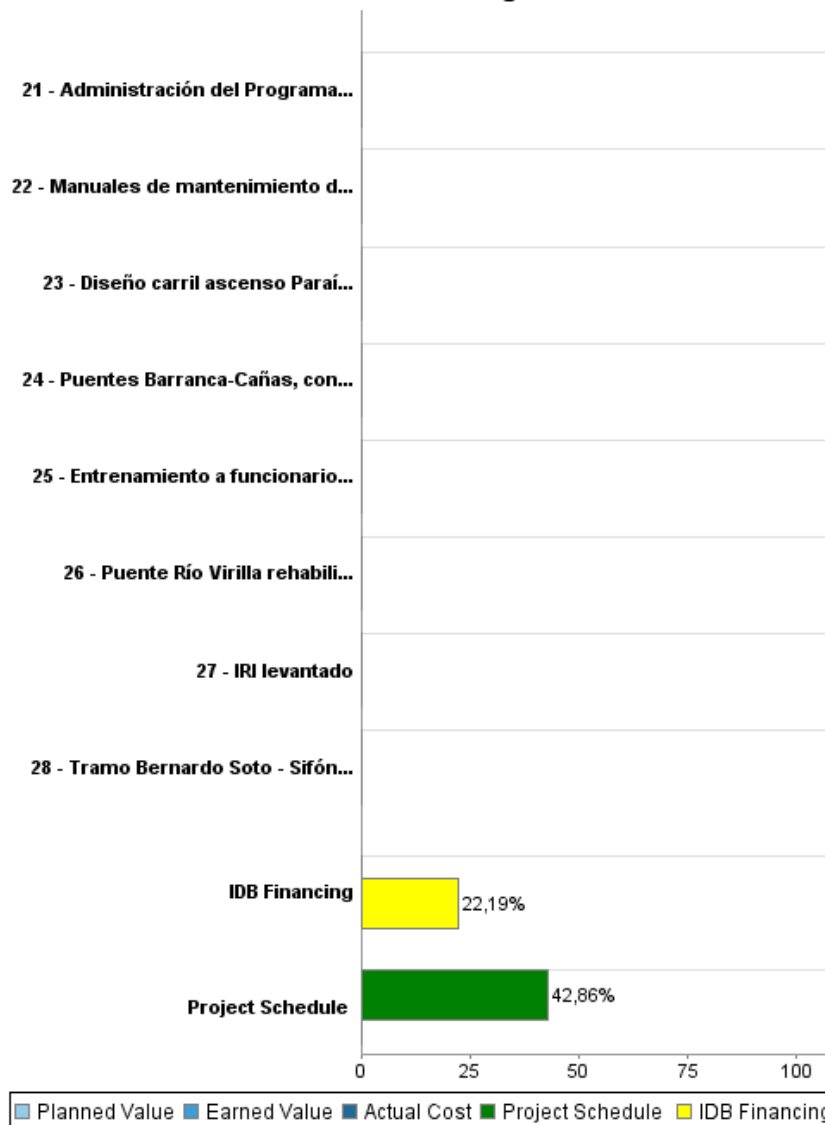 21 - Administración del Programa...
22 - Manuales de mantenimiento d...
23 - Diseño carril ascenso Paraí...
24 - Puentes Barranca-Cañas, con...
25 - Entrenamiento a funcionario...
26 - Puente Río Virilla rehabili...
27 - IRI levantado
28 - Tramo Bernardo Soto - Sifón...
IDB Financing 22,19%
Project Schedule 42,86%
0 25 50 75 100
Planned Value Earned Value Actual Cost Project Schedule IDB Financing